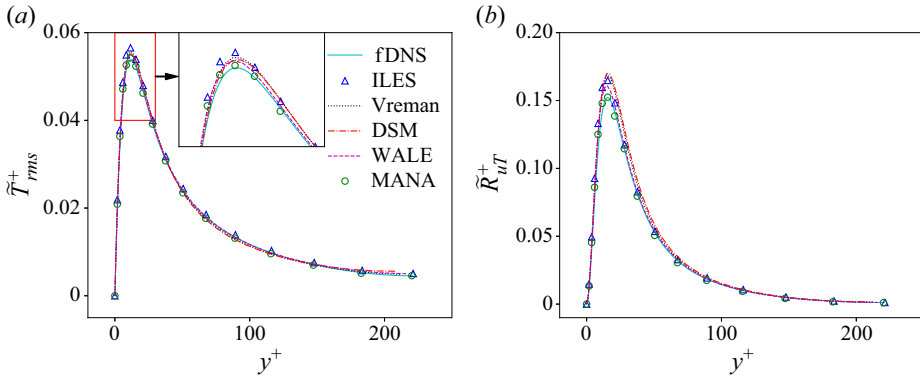 (a)
0.06
0.04
0.02
0
T̃⁺rms
0
100
200
y⁺
fDNS
ILES
Vreman
DSM
WALE
MANA
(b)
0.20
0.15
0.10
0.05
0
R̃⁺uT
0
100
200
y⁺